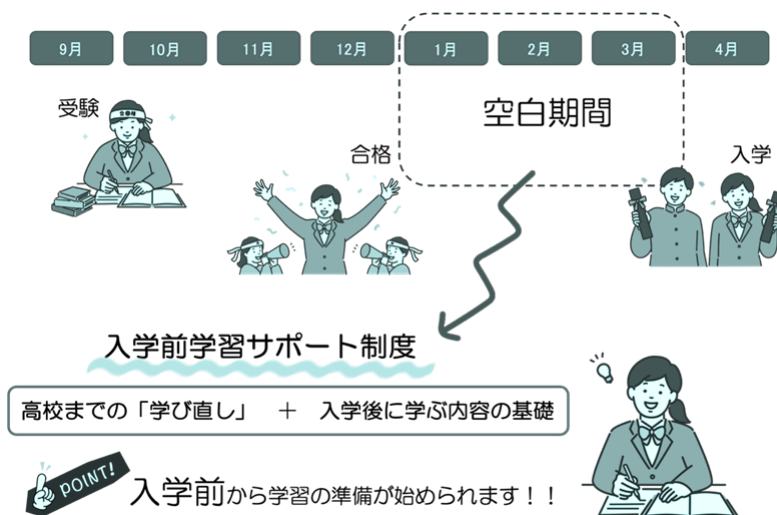 9月 10月 11月 12月 1月 2月 3月 4月
受験
空白期間
合格
入学
入学前学習サポート制度
高校までの「学び直し」 + 入学後に学ぶ内容の基礎
POINT!
入学前から学習の準備が始められます!!